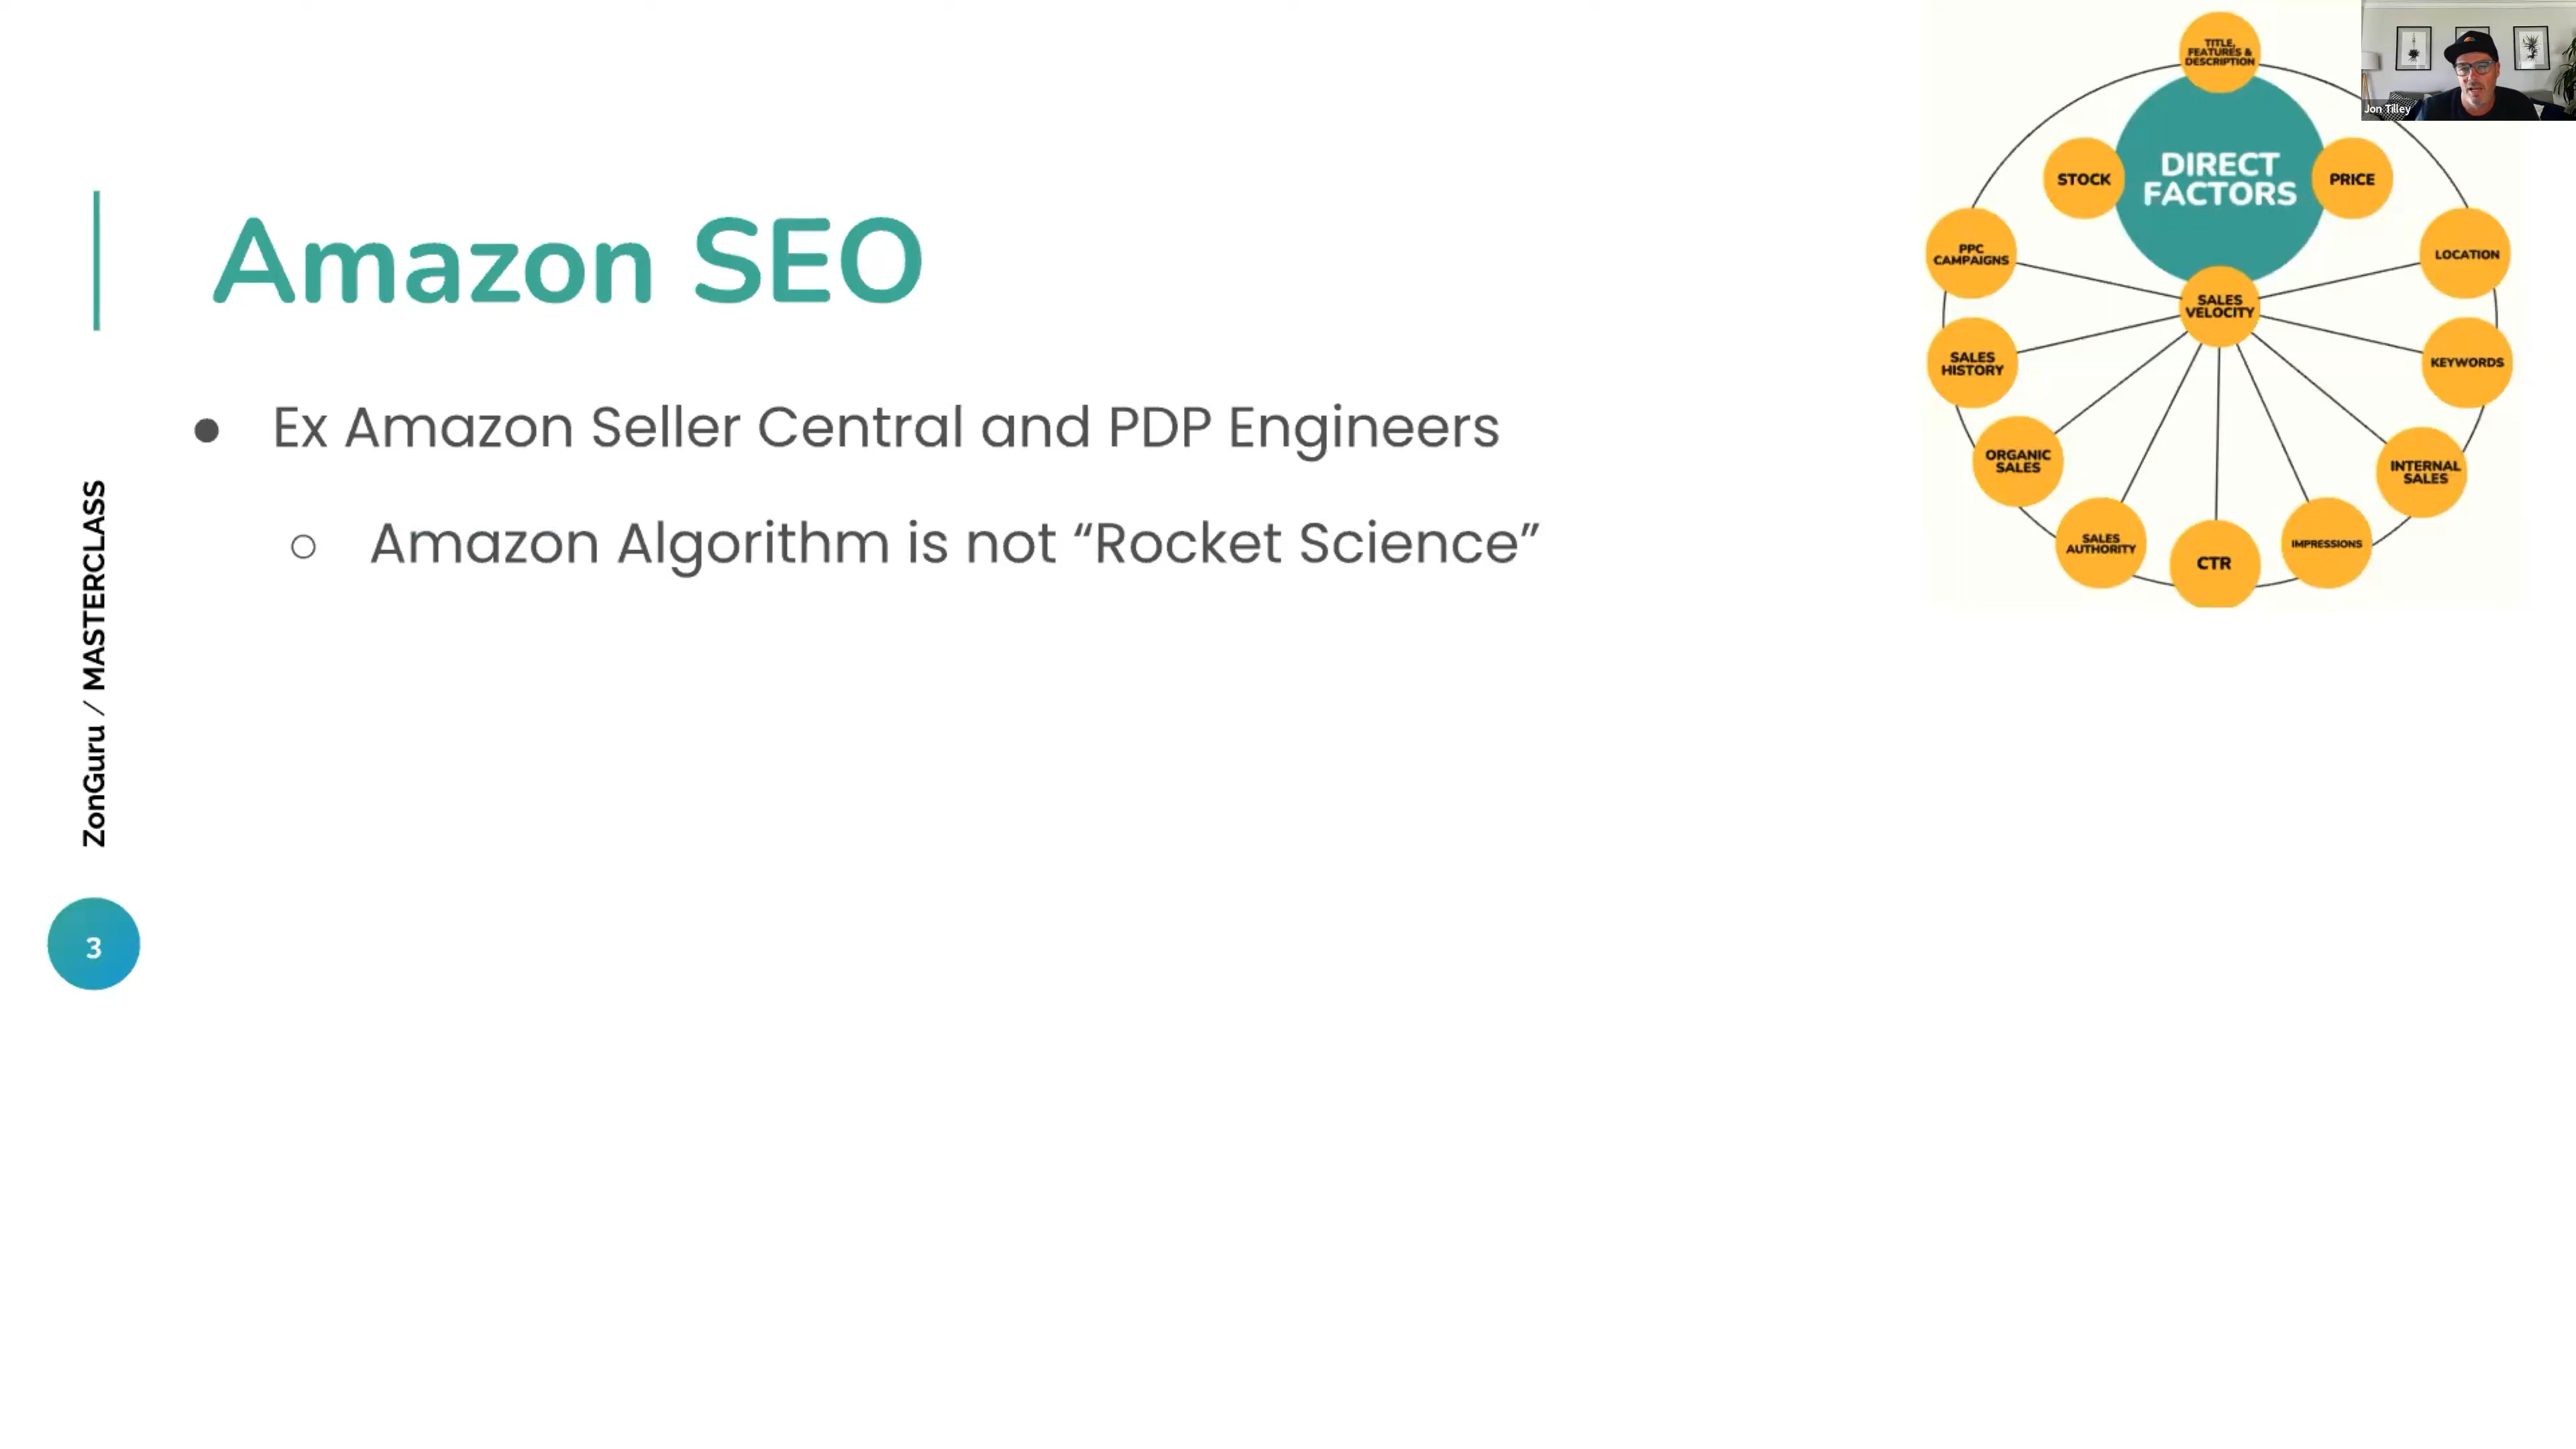 Amazon SEO
● Ex Amazon Seller Central and PDP Engineers
○ Amazon Algorithm is not “Rocket Science”
ZonGuru / MASTERCLASS
3
TITLE,
FEATURES &
DESCRIPTION
DIRECT
FACTORS
STOCK
PRICE
PPC
CAMPAIGNS
LOCATION
SALES
VELOCITY
SALES
HISTORY
KEYWORDS
ORGANIC
SALES
INTERNAL
SALES
SALES
AUTHORITY
CTR
IMPRESSIONS
Jon Tilley